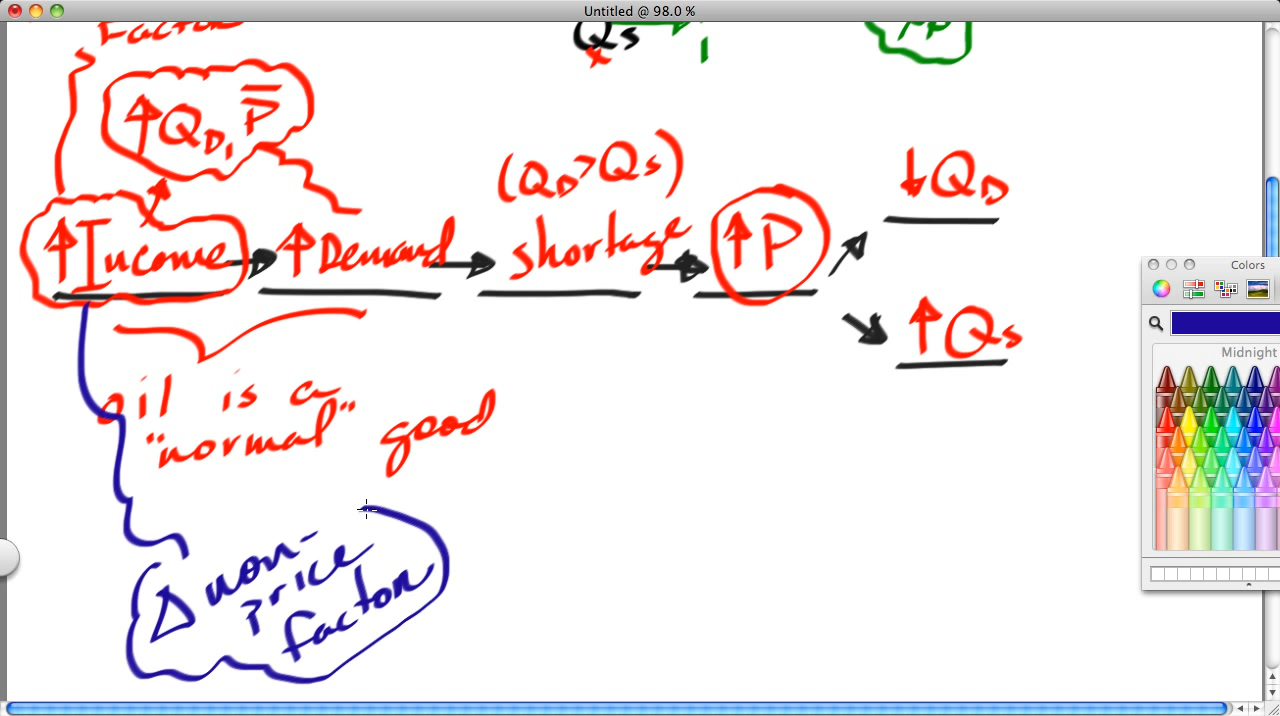 Untitled @ 98.0 %
Factor
Qs
↑QD, P̅
(QD>Qs)
↓QD
↑Income → ↑Demand → shortage → ↑P
↑Qs
oil is a
"normal" good
Δ non-
price
factor
Colors
Midnight